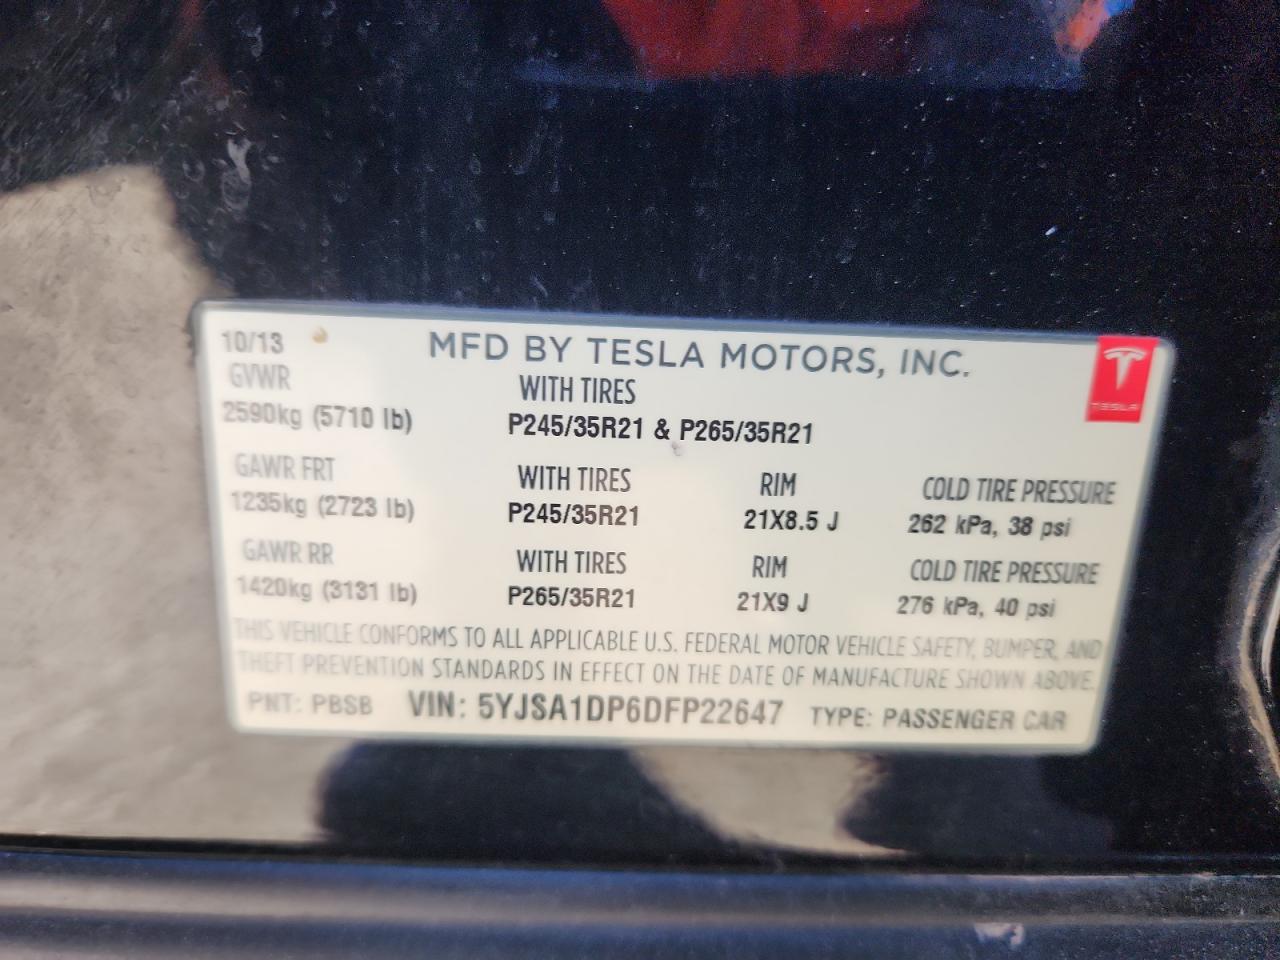 10/13 MFD BY TESLA MOTORS, INC.
TESLA
GVWR WITH TIRES
2590kg (5710 lb) P245/35R21 & P265/35R21
GAWR FRT WITH TIRES RIM COLD TIRE PRESSURE
1235kg (2723 lb) P245/35R21 21X8.5 J 262 kPa, 38 psi
GAWR RR WITH TIRES RIM COLD TIRE PRESSURE
1420kg (3131 lb) P265/35R21 21X9 J 276 kPa, 40 psi
THIS VEHICLE CONFORMS TO ALL APPLICABLE U.S. FEDERAL MOTOR VEHICLE SAFETY, BUMPER, AND
THEFT PREVENTION STANDARDS IN EFFECT ON THE DATE OF MANUFACTURE SHOWN ABOVE.
PNT: PBSB VIN: 5YJSA1DP6DFP22647 TYPE: PASSENGER CAR